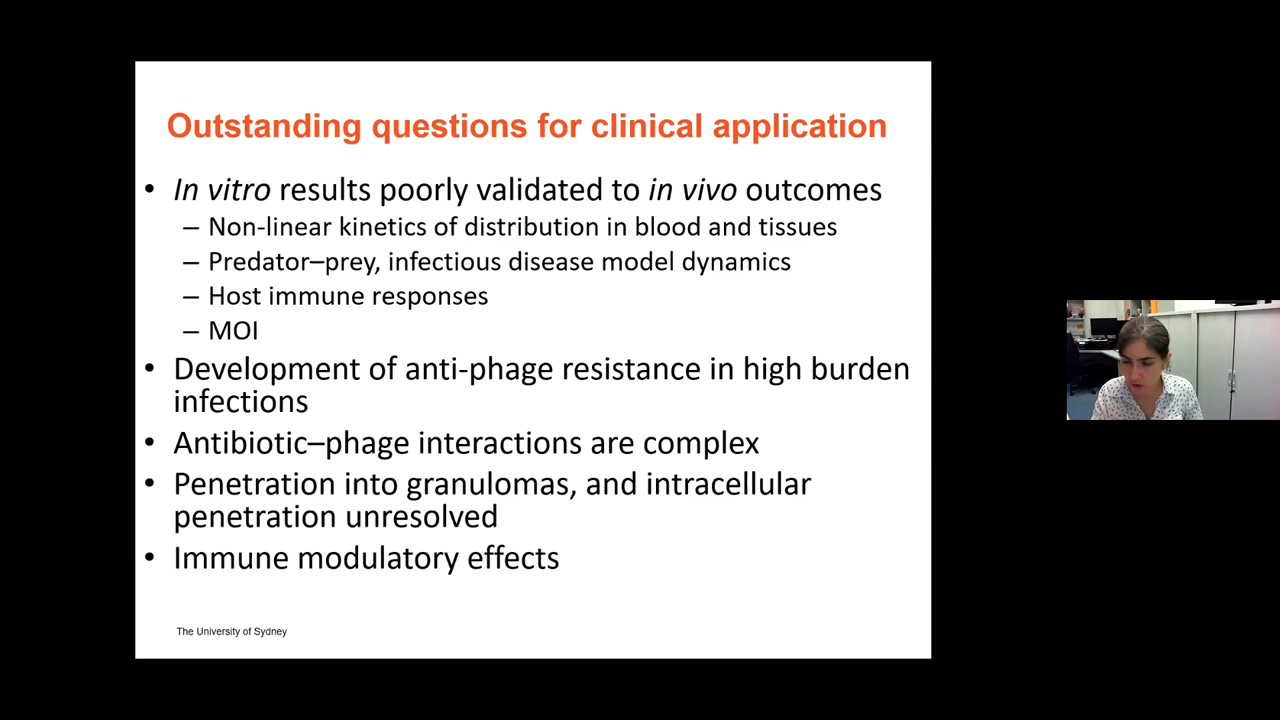 Outstanding questions for clinical application
• In vitro results poorly validated to in vivo outcomes
– Non-linear kinetics of distribution in blood and tissues
– Predator–prey, infectious disease model dynamics
– Host immune responses
– MOI
• Development of anti-phage resistance in high burden
infections
• Antibiotic–phage interactions are complex
• Penetration into granulomas, and intracellular
penetration unresolved
• Immune modulatory effects
The University of Sydney